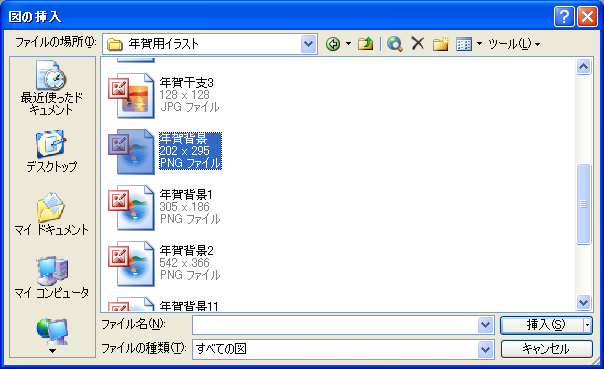 図の挿入
ファイルの場所(I):
年賀用イラスト
ツール(L)
最近使ったド
キュメント
デスクトップ
マイ ドキュメント
マイ コンピュータ
年賀干支3
128 x 128
JPG ファイル
年賀背景
202 x 295
PNG ファイル
年賀背景1
305 x 186
PNG ファイル
年賀背景2
542 x 366
PNG ファイル
年賀背景11
ファイル名(N):
挿入(S)
ファイルの種類(T):
すべての図
キャンセル